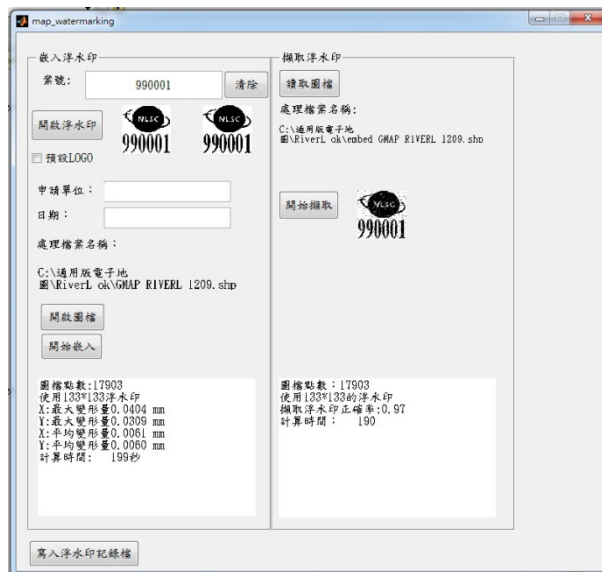 map_watermarking
嵌入浮水印
案號:
990001
清除
開啟浮水印
NLSC
990001
NLSC
990001
預設LOGO
申請單位：
日期：
處理檔案名稱：
C:\通用版電子地
圖\RiverL ok\GMAP RIVERL 1209.shp
開啟圖檔
開始嵌入
圖檔點數:17903
使用133*133浮水印
X:最大變形量0.0404 mm
Y:最大變形量0.0309 mm
X:平均變形量0.0061 mm
Y:平均變形量0.0060 mm
計算時間: 199秒
寫入浮水印記錄檔
擷取浮水印
讀取圖檔
處理檔案名稱:
C:\通用版電子地
圖\RiverL ok\embed GMAP RIVERL 1209.shp
開始擷取
NLSC
990001
圖檔點數：17903
使用133*133的浮水印
擷取浮水印正確率:0.97
計算時間： 190